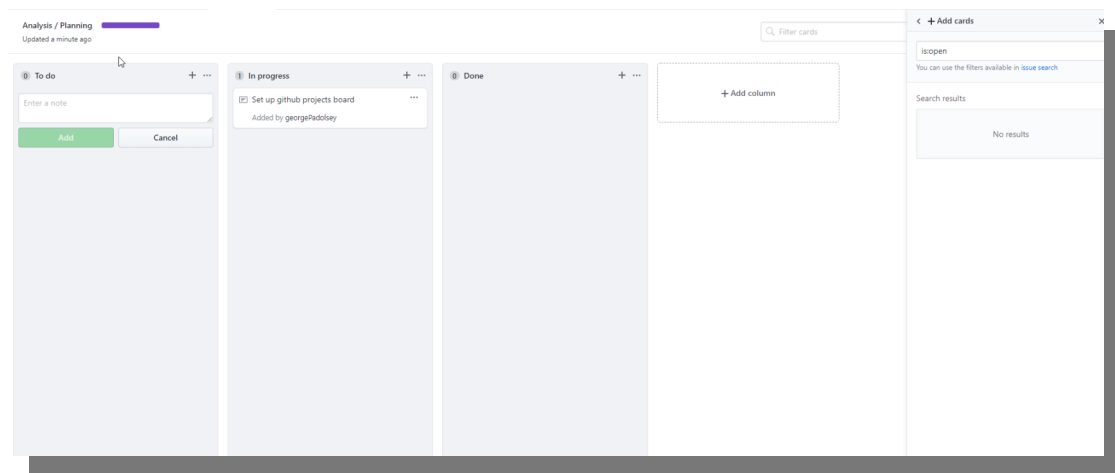 Analysis / Planning
Updated a minute ago
Filter cards
+ Add cards
is:open
You can use the filters available in issue search
Search results
No results
0 To do
Enter a note
Add
Cancel
1 In progress
Set up github projects board
Added by georgePadolsey
0 Done
+ Add column